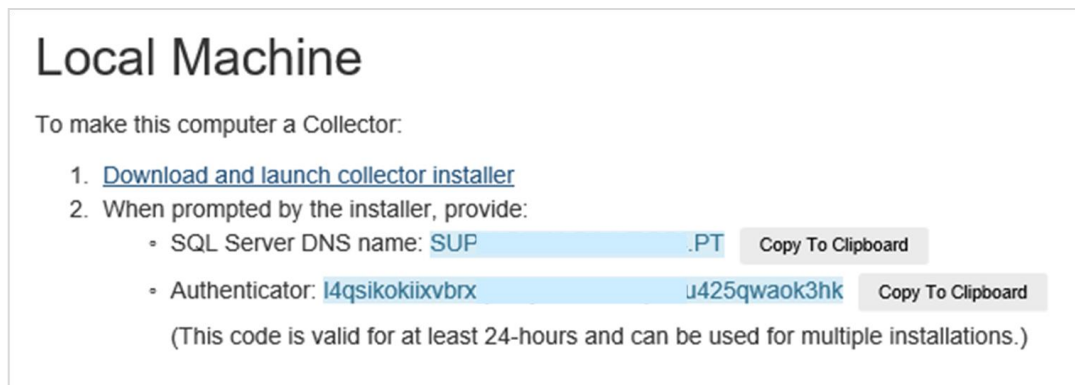 Local Machine
To make this computer a Collector:
1. Download and launch collector installer
2. When prompted by the installer, provide:
◦ SQL Server DNS name: SUP .PT Copy To Clipboard
◦ Authenticator: l4qsikokiixvbrx u425qwaok3hk Copy To Clipboard
(This code is valid for at least 24-hours and can be used for multiple installations.)